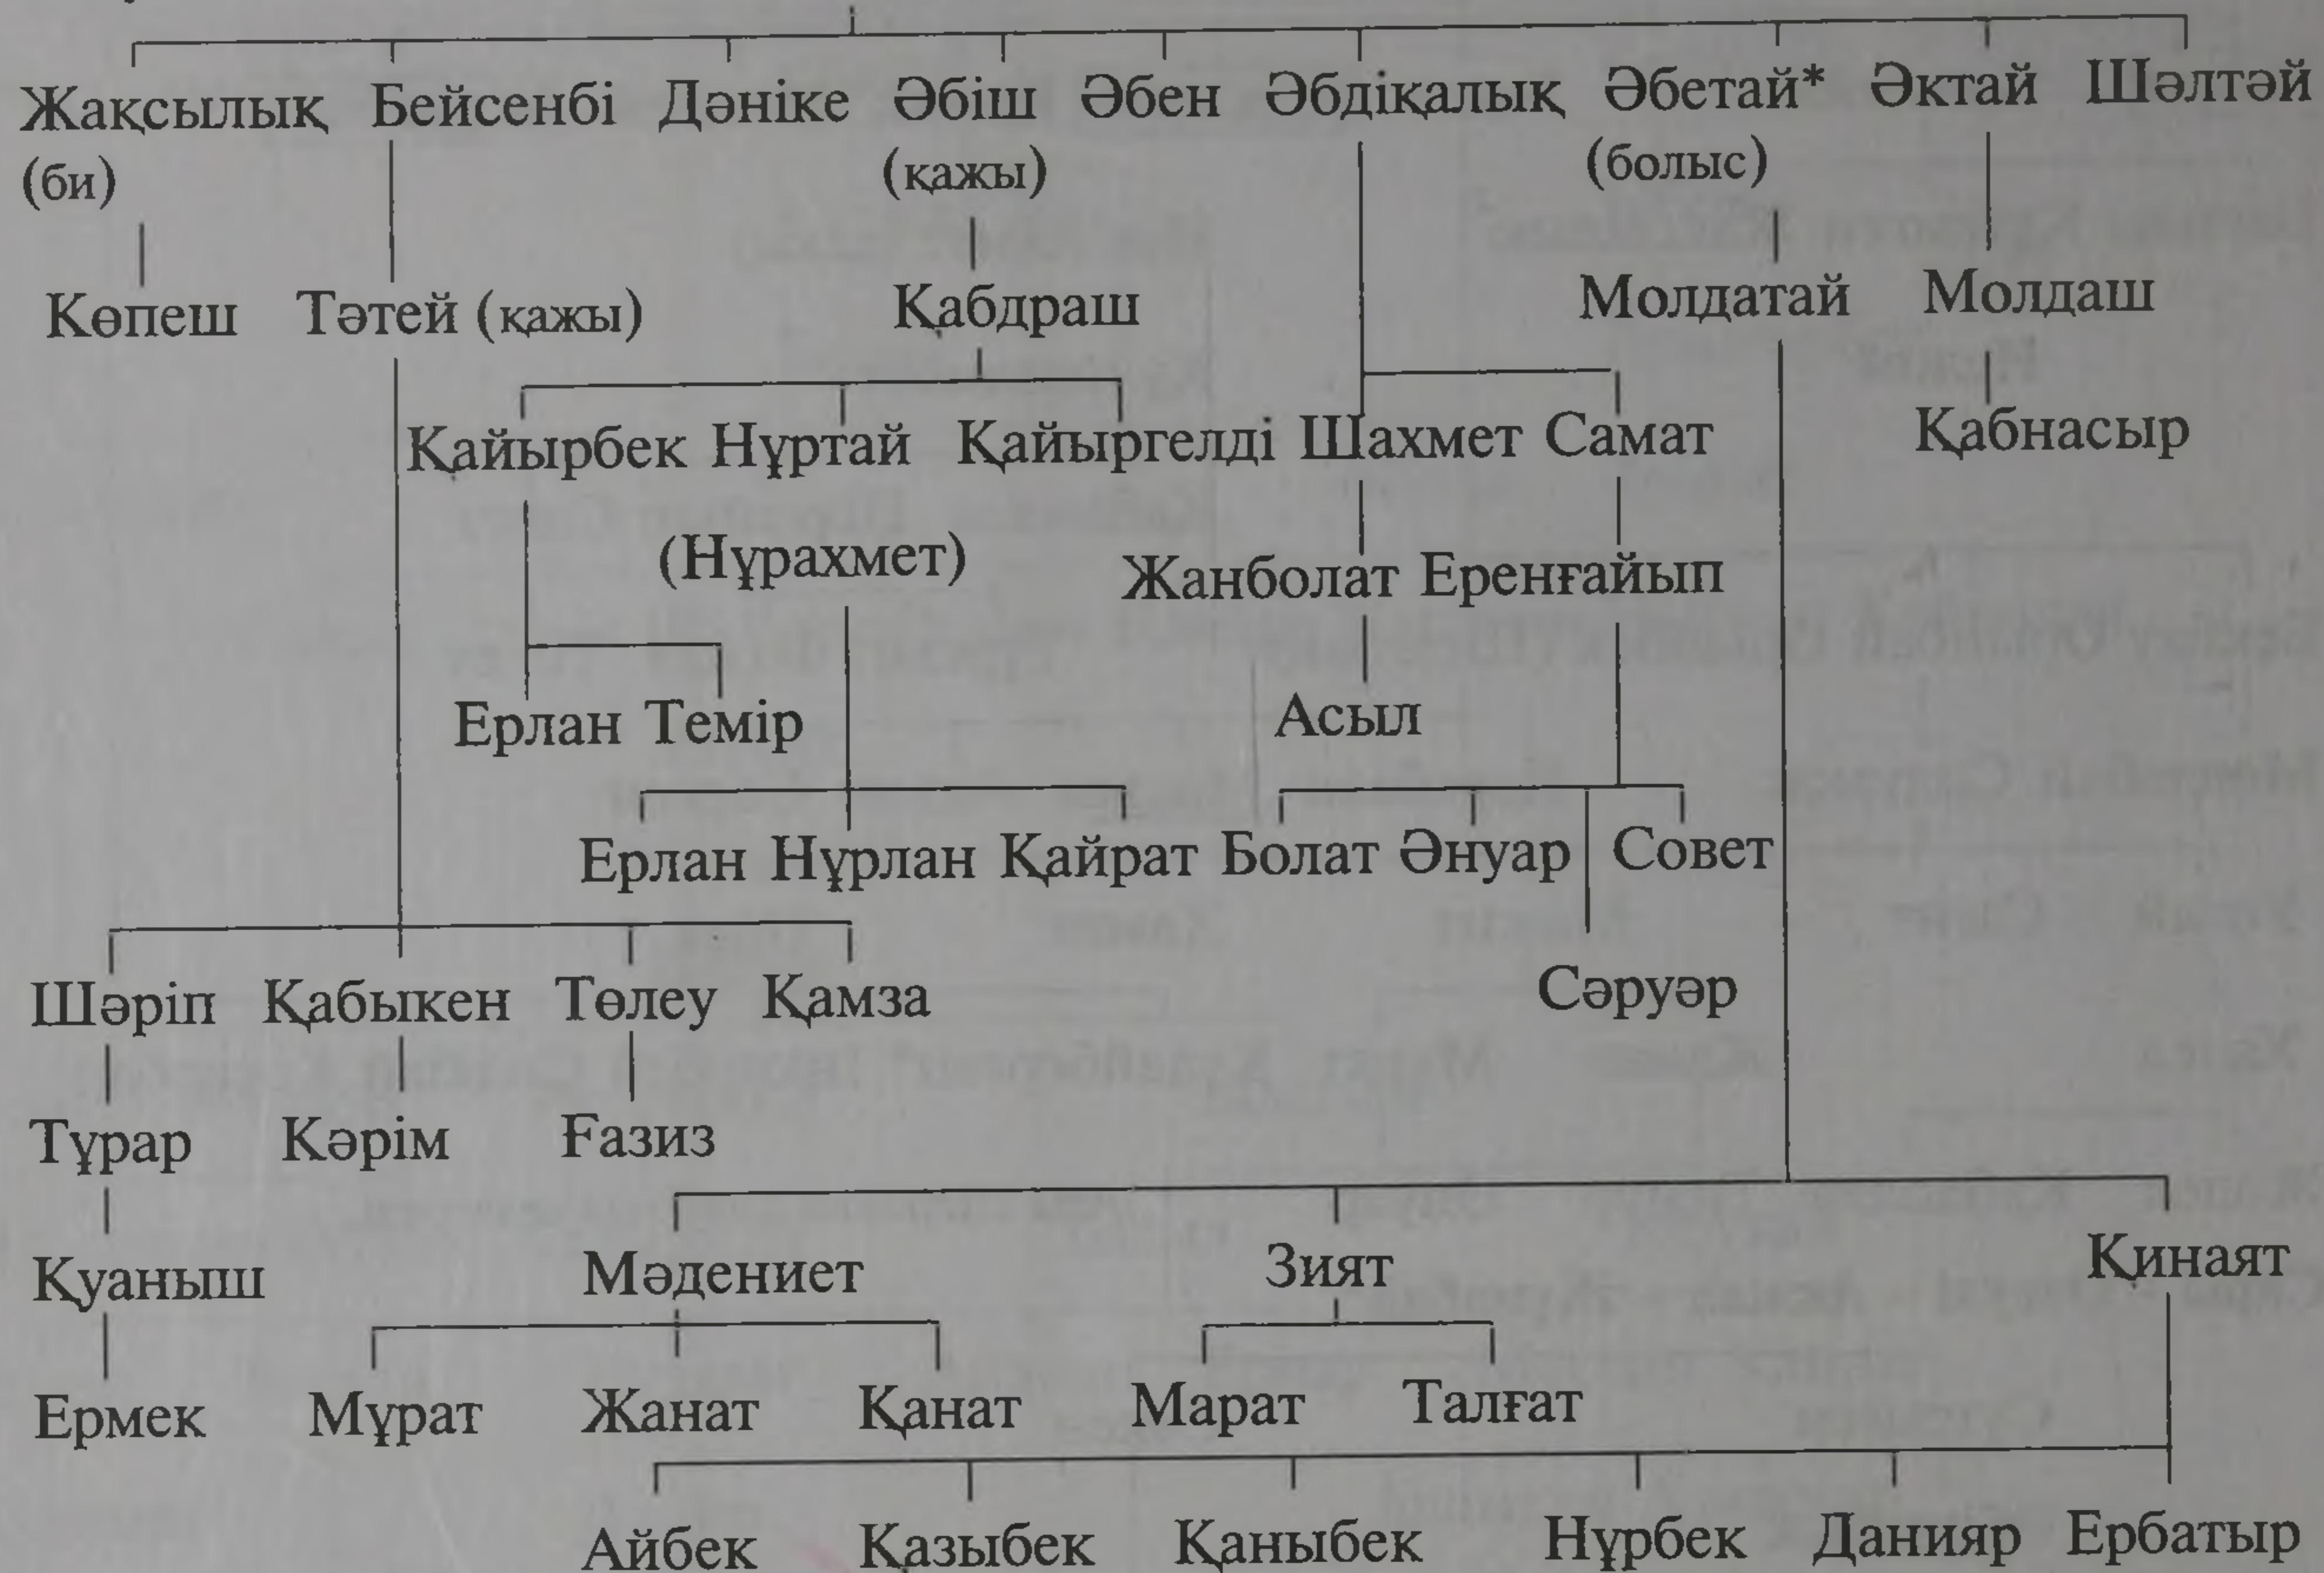 Жақсылық Бейсенбі Дәніке Әбіш Әбен Әбдіқалық Әбетай* Әктай Шәлтәй
(би) (қажы) (болыс)
Көпеш Тәтей (қажы) Қабдраш Молдатай Молдаш
Қайырбек Нұртай Қайыргелді Шахмет Самат Қабнасыр
(Нұрахмет) Жанболат Еренғайып
Ерлан Темір Асыл
Ерлан Нұрлан Қайрат Болат Әнуар Совет
Шәріп Қабыкен Төлеу Қамза Сәруәр
Тұрар Кәрім Ғазиз
Қуаныш Мәдениет Зият Қинаят
Ермек Мұрат Жанат Қанат Марат Талғат
Айбек Қазыбек Қаныбек Нұрбек Данияр Ербатыр